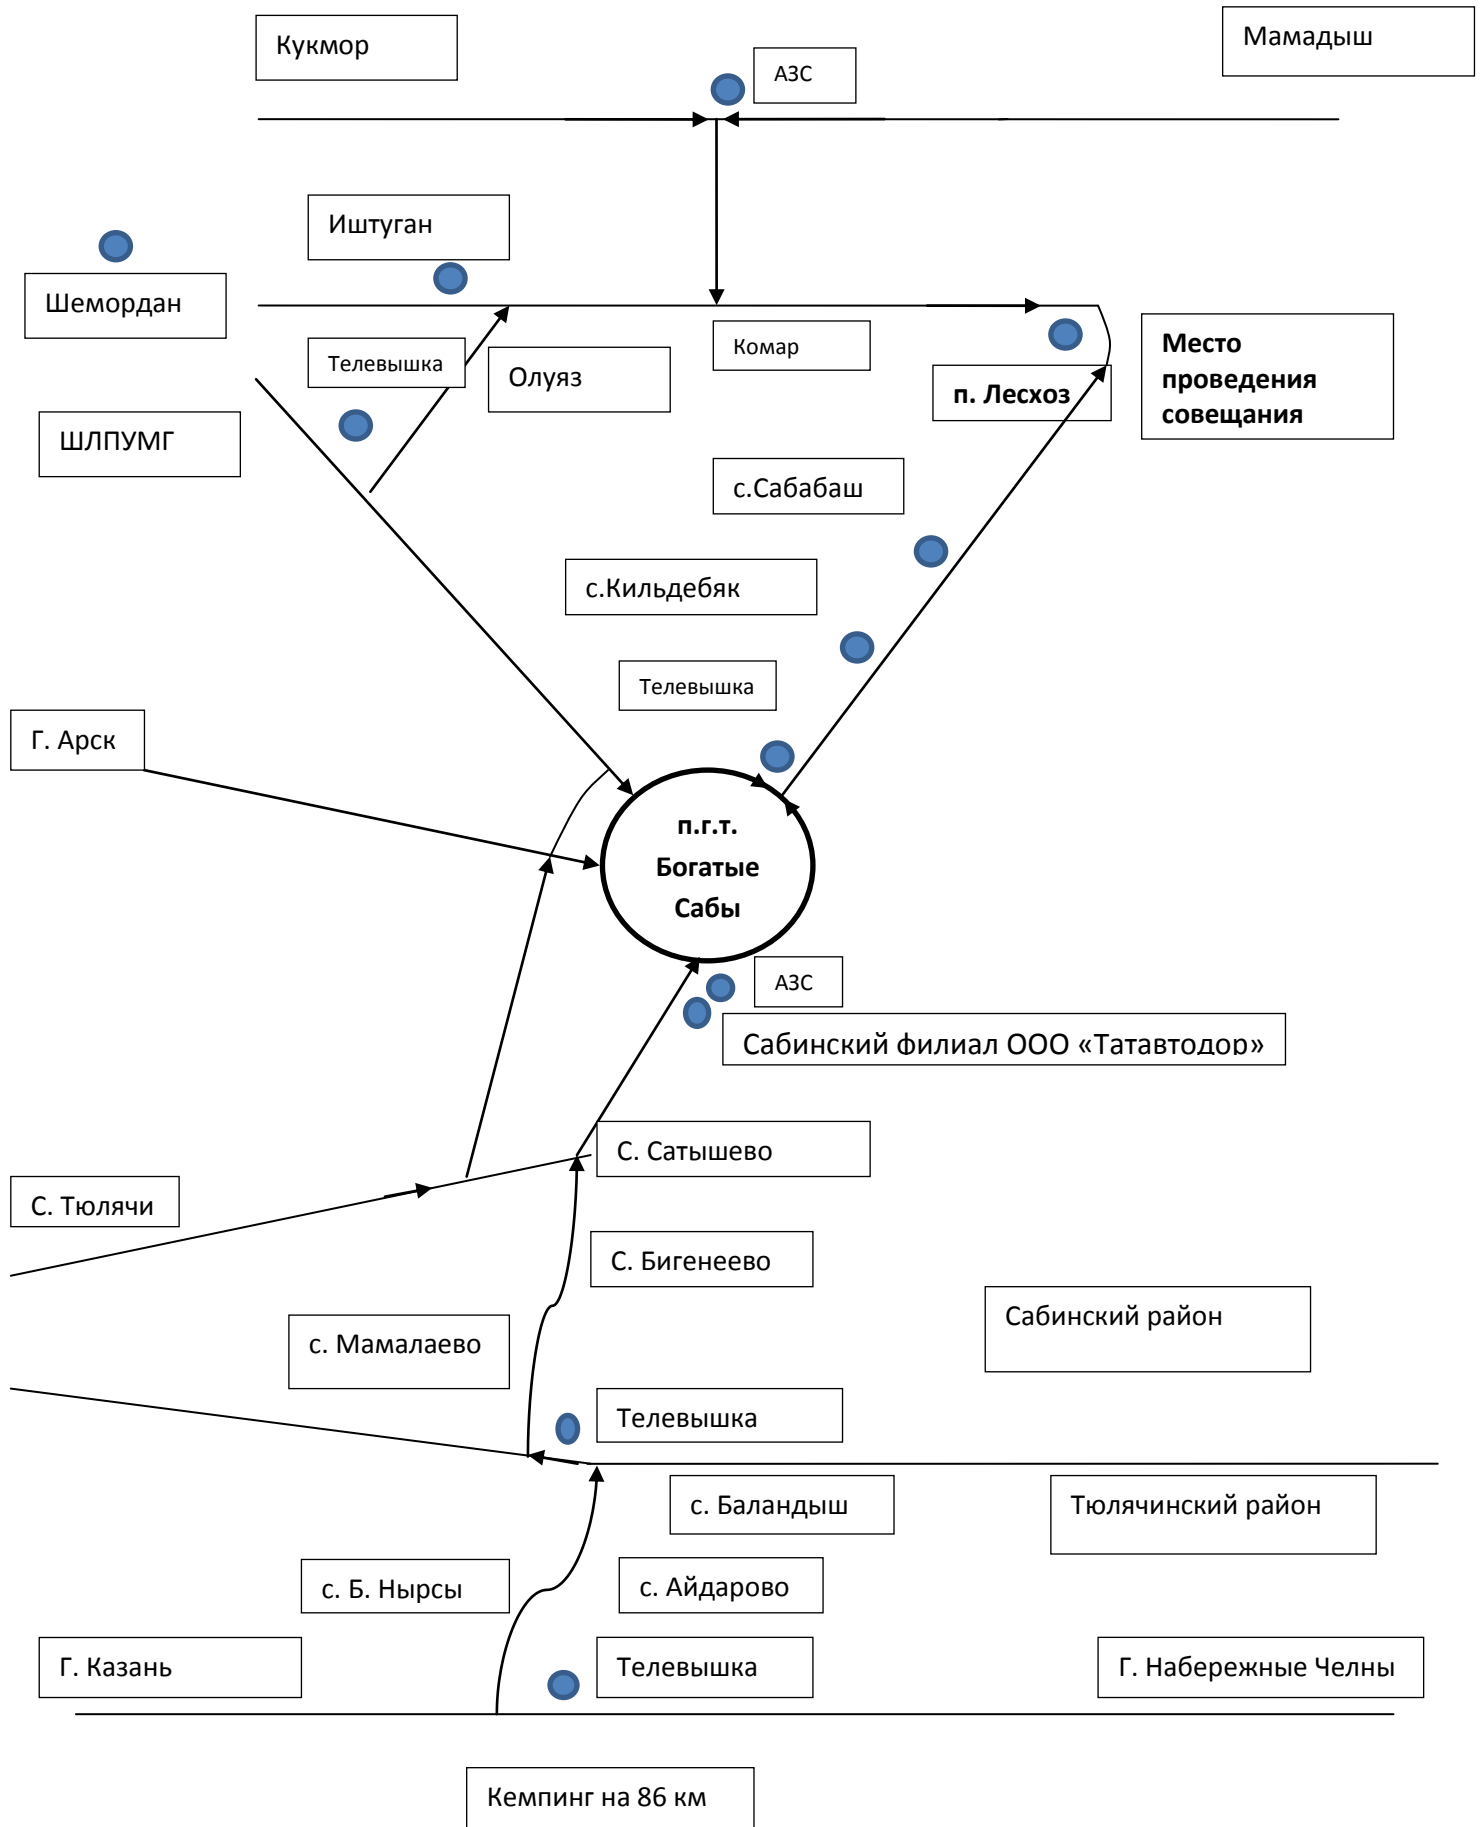 Кукмор
АЗС
Мамадыш
Иштуган
Шемордан
Телевышка
Олуяз
Комар
Место
проведения
совещания
п. Лесхоз
ШЛПУМГ
с.Сабабаш
с.Кильдебяк
Телевышка
Г. Арск
п.г.т.
Богатые
Сабы
АЗС
Сабинский филиал ООО «Татавтодор»
С. Сатышево
С. Тюлячи
С. Бигенеево
Сабинский район
с. Мамалаево
Телевышка
с. Баландыш
Тюлячинский район
с. Б. Нырсы
с. Айдарово
Г. Казань
Телевышка
Г. Набережные Челны
Кемпинг на 86 км